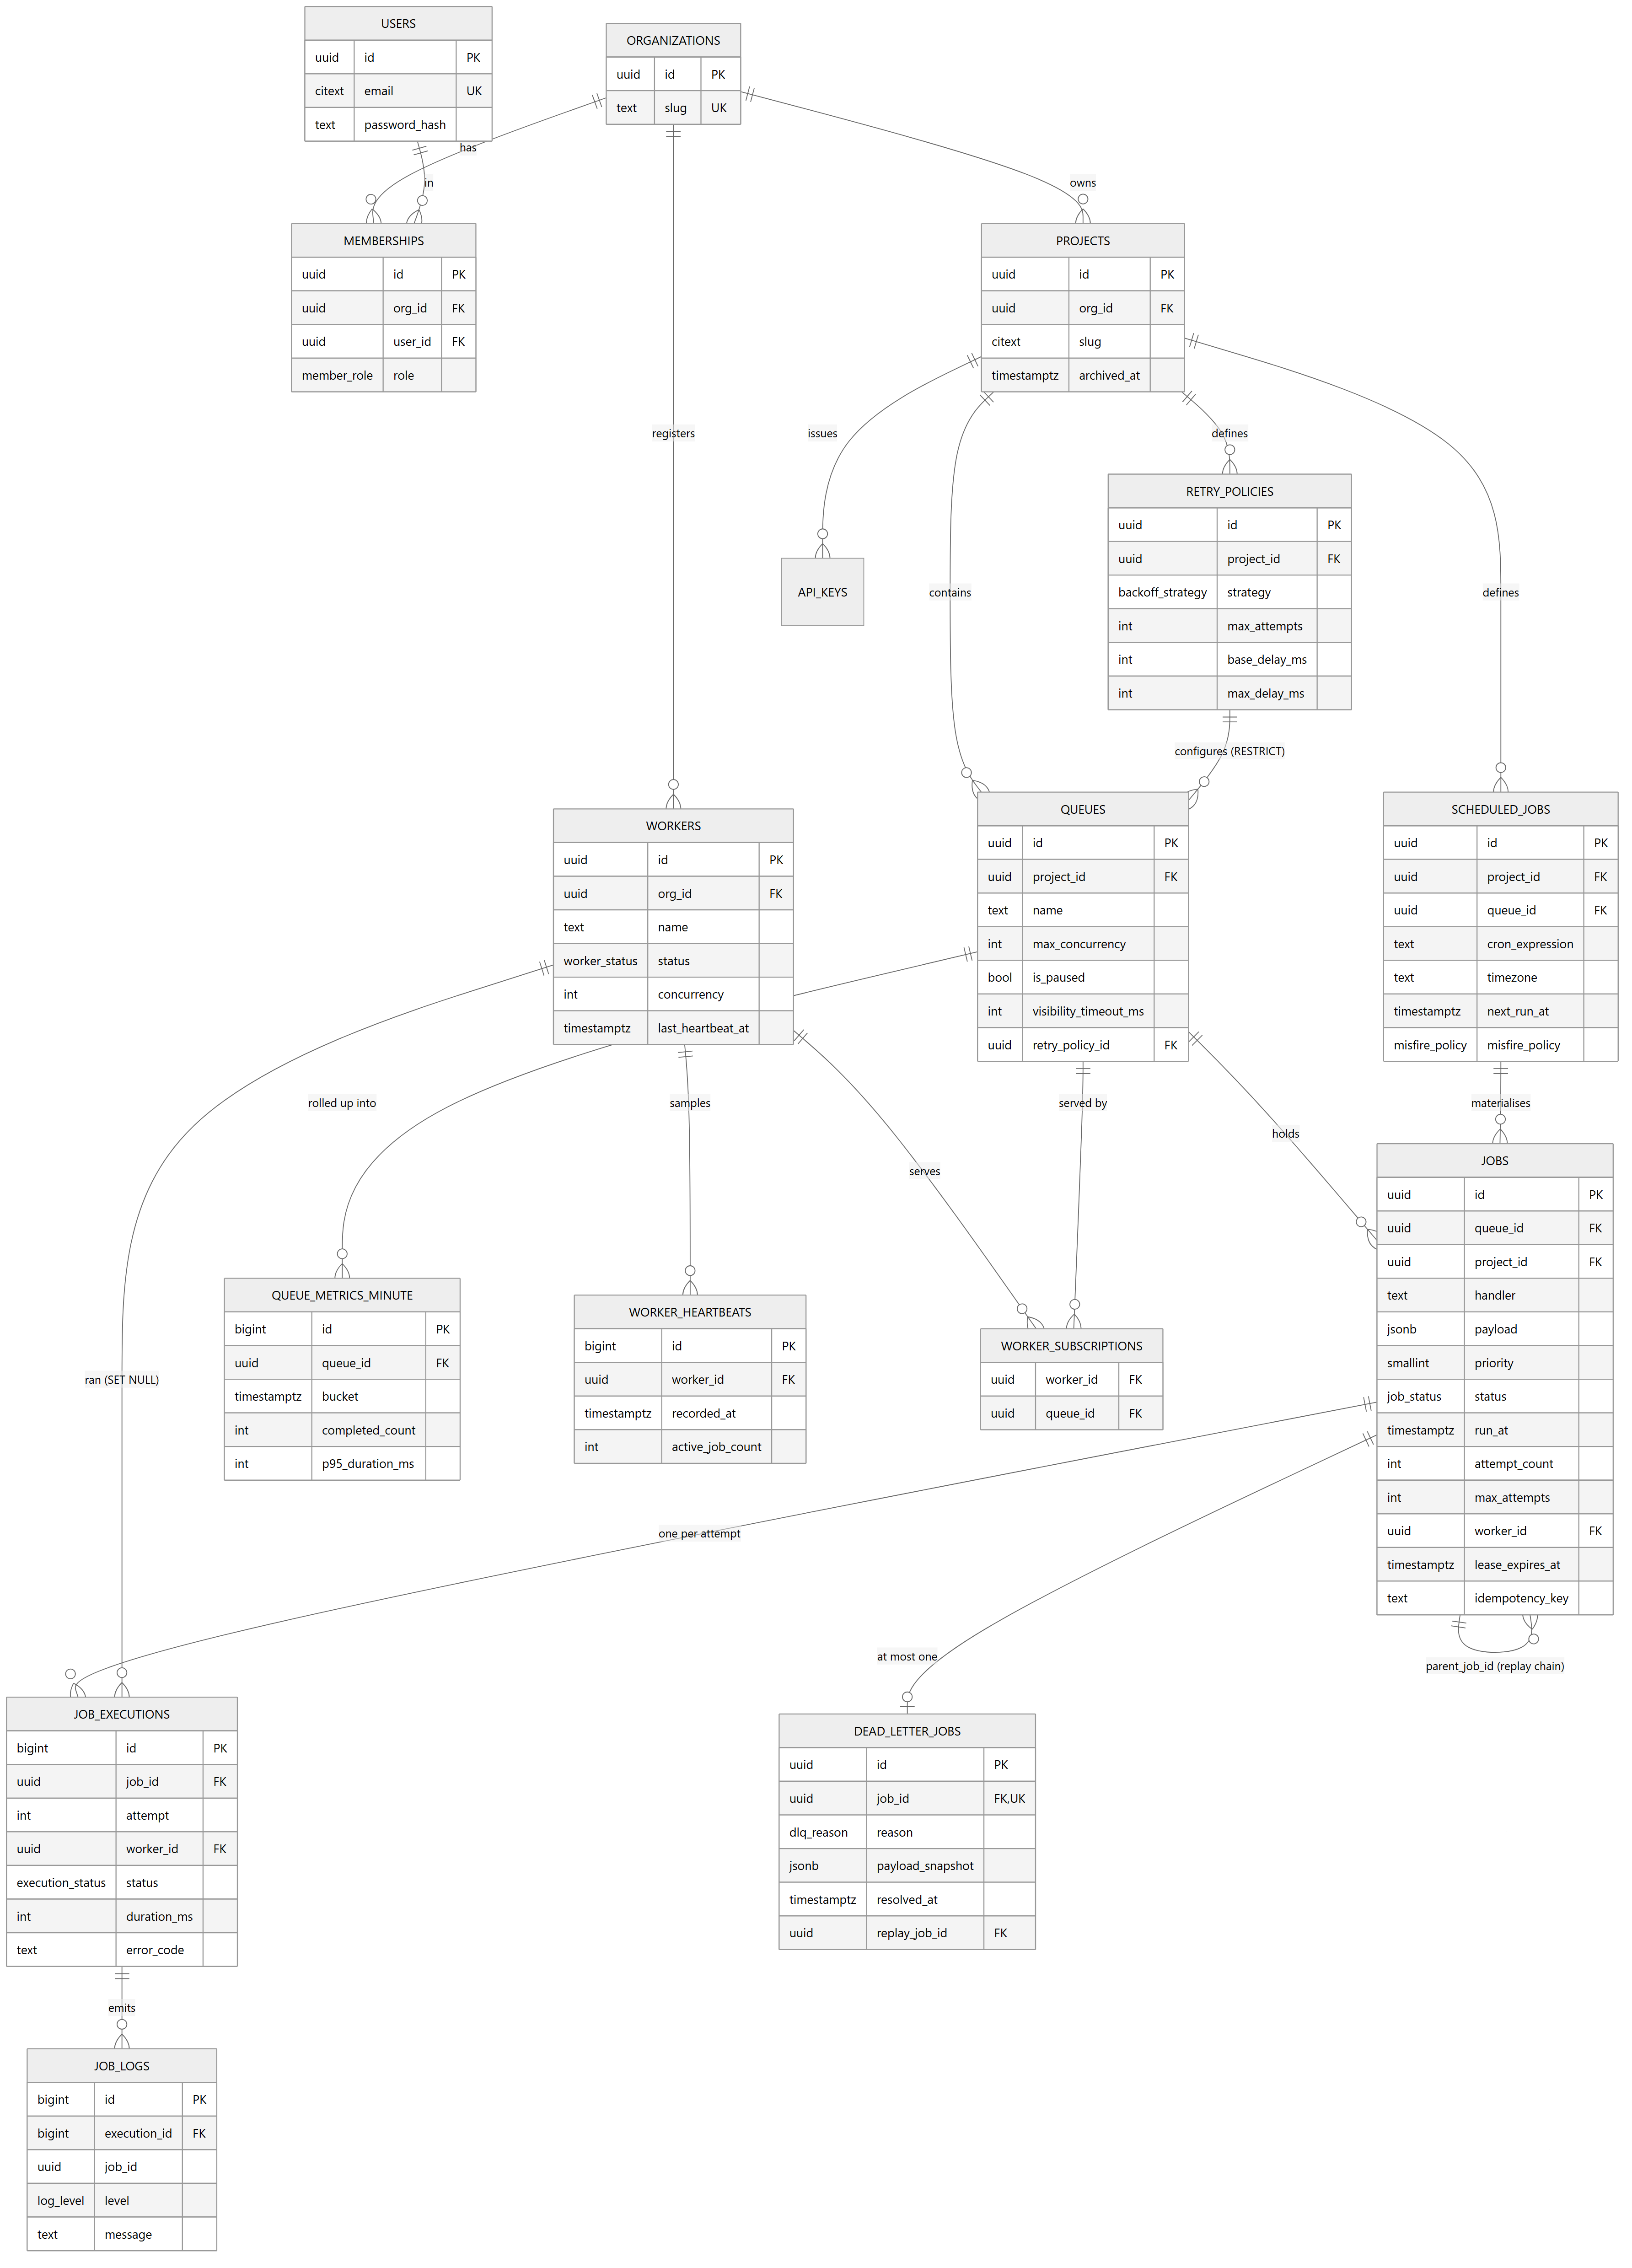 USERS
uuid id PK
citext email UK
text password_hash
ORGANIZATIONS
uuid id PK
text slug UK
has
in
owns
MEMBERSHIPS
uuid id PK
uuid org_id FK
uuid user_id FK
member_role role
PROJECTS
uuid id PK
uuid org_id FK
citext slug
timestamptz archived_at
registers
issues
defines
RETRY_POLICIES
uuid id PK
uuid project_id FK
backoff_strategy strategy
int max_attempts
int base_delay_ms
int max_delay_ms
API_KEYS
contains
defines
configures (RESTRICT)
WORKERS
uuid id PK
uuid org_id FK
text name
worker_status status
int concurrency
timestamptz last_heartbeat_at
QUEUES
uuid id PK
uuid project_id FK
text name
int max_concurrency
bool is_paused
int visibility_timeout_ms
uuid retry_policy_id FK
SCHEDULED_JOBS
uuid id PK
uuid project_id FK
uuid queue_id FK
text cron_expression
text timezone
timestamptz next_run_at
misfire_policy misfire_policy
rolled up into
samples
served by
materialises
holds
serves
JOBS
uuid id PK
uuid queue_id FK
uuid project_id FK
text handler
jsonb payload
smallint priority
job_status status
timestamptz run_at
int attempt_count
int max_attempts
uuid worker_id FK
timestamptz lease_expires_at
text idempotency_key
QUEUE_METRICS_MINUTE
bigint id PK
uuid queue_id FK
timestamptz bucket
int completed_count
int p95_duration_ms
WORKER_HEARTBEATS
bigint id PK
uuid worker_id FK
timestamptz recorded_at
int active_job_count
WORKER_SUBSCRIPTIONS
uuid worker_id FK
uuid queue_id FK
ran (SET NULL)
one per attempt
at most one
parent_job_id (replay chain)
JOB_EXECUTIONS
bigint id PK
uuid job_id FK
int attempt
uuid worker_id FK
execution_status status
int duration_ms
text error_code
DEAD_LETTER_JOBS
uuid id PK
uuid job_id FK,UK
dlq_reason reason
jsonb payload_snapshot
timestamptz resolved_at
uuid replay_job_id FK
emits
JOB_LOGS
bigint id PK
bigint execution_id FK
uuid job_id
log_level level
text message